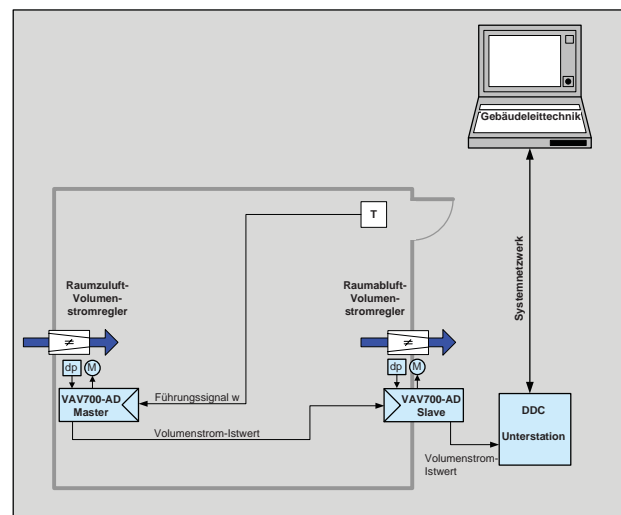 Gebäudeleittechnik
Systemnetzwerk
T
Raumzuluft-
Volumen-
stromregler
Raumabluft-
Volumen-
stromregler
≠
≠
dp
M
dp
M
VAV700-AD
Master
Führungssignal w
VAV700-AD
Slave
DDC
Unterstation
Volumenstrom-Istwert
Volumenstrom-
Istwert